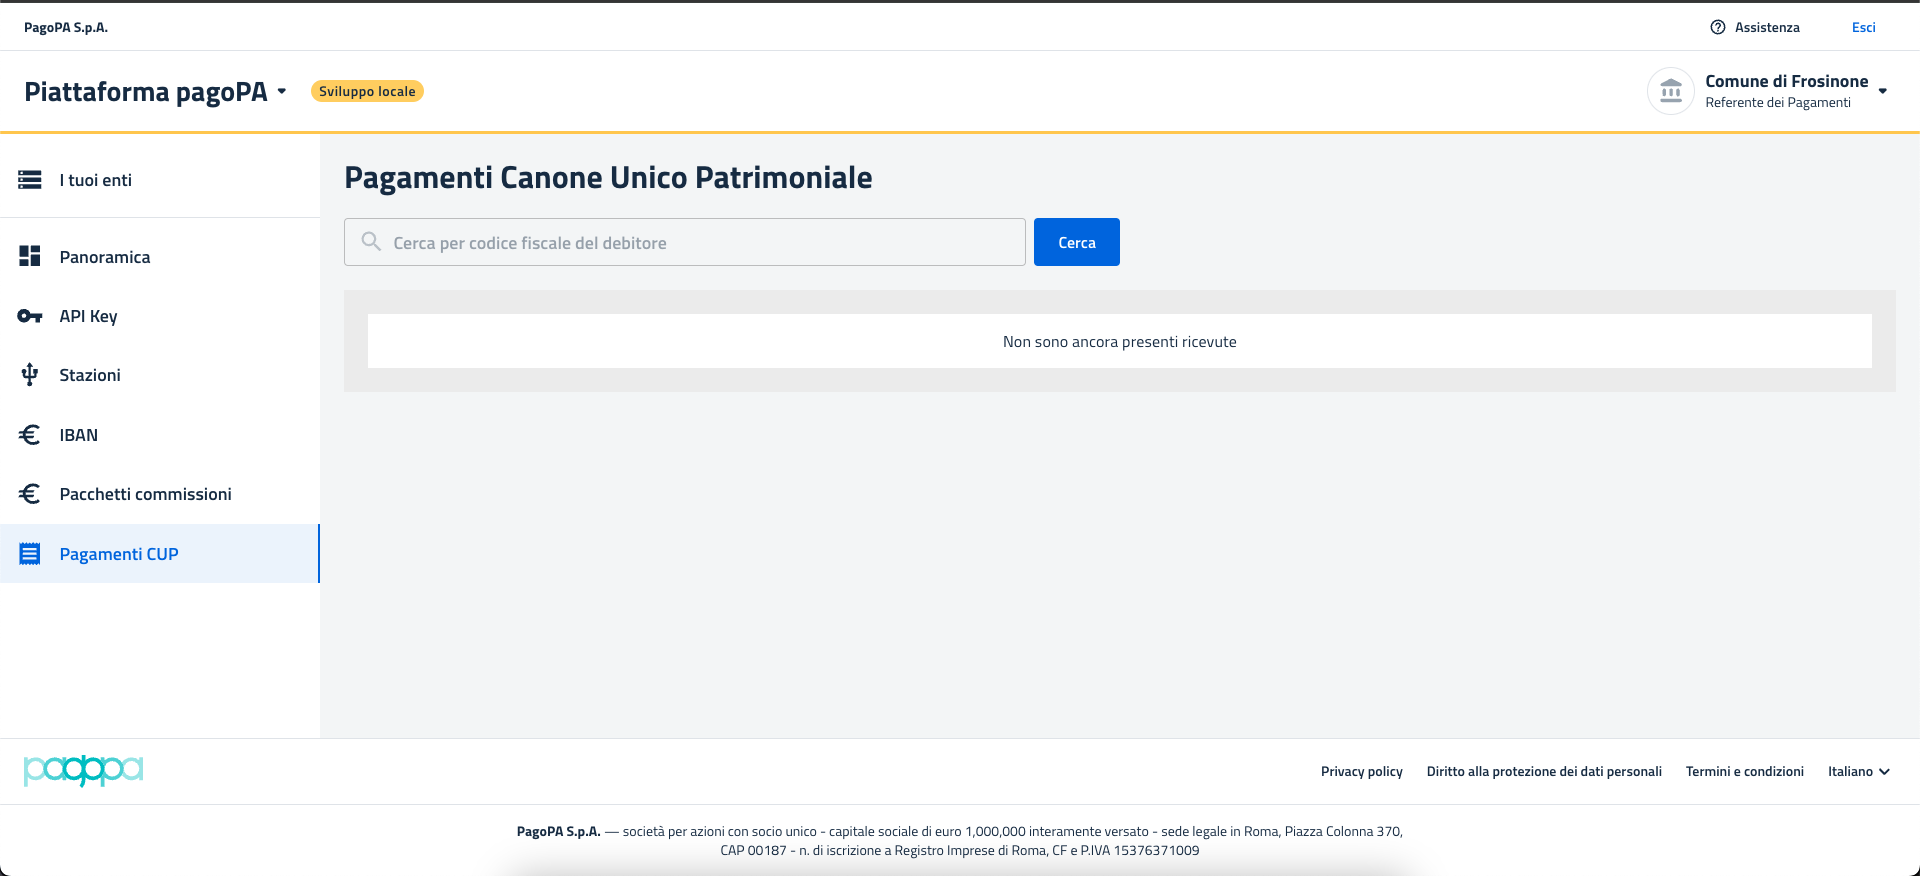 PagoPA S.p.A.
Assistenza
Esci
Piattaforma pagoPA
Sviluppo locale
Comune di Frosinone
Referente dei Pagamenti
I tuoi enti
Panoramica
API Key
Stazioni
IBAN
Pacchetti commissioni
Pagamenti CUP
Pagamenti Canone Unico Patrimoniale
Cerca per codice fiscale del debitore
Cerca
Non sono ancora presenti ricevute
pagopa
Privacy policy
Diritto alla protezione dei dati personali
Termini e condizioni
Italiano
PagoPA S.p.A. — società per azioni con socio unico - capitale sociale di euro 1,000,000 interamente versato - sede legale in Roma, Piazza Colonna 370,
CAP 00187 - n. di iscrizione a Registro Imprese di Roma, CF e P.IVA 15376371009